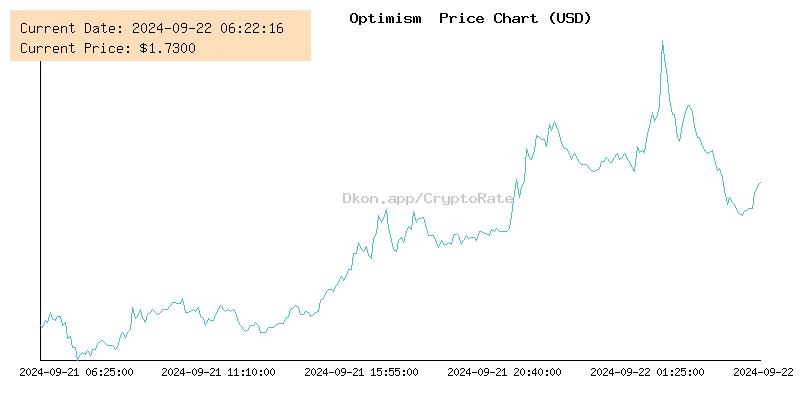 Optimism  Price Chart (USD)
Current Date: 2024-09-22 06:22:16
Current Price: $1.7300
Dkon.app/CryptoRate
2024-09-21 06:25:00 2024-09-21 11:10:00 2024-09-21 15:55:00 2024-09-21 20:40:00 2024-09-22 01:25:00 2024-09-22